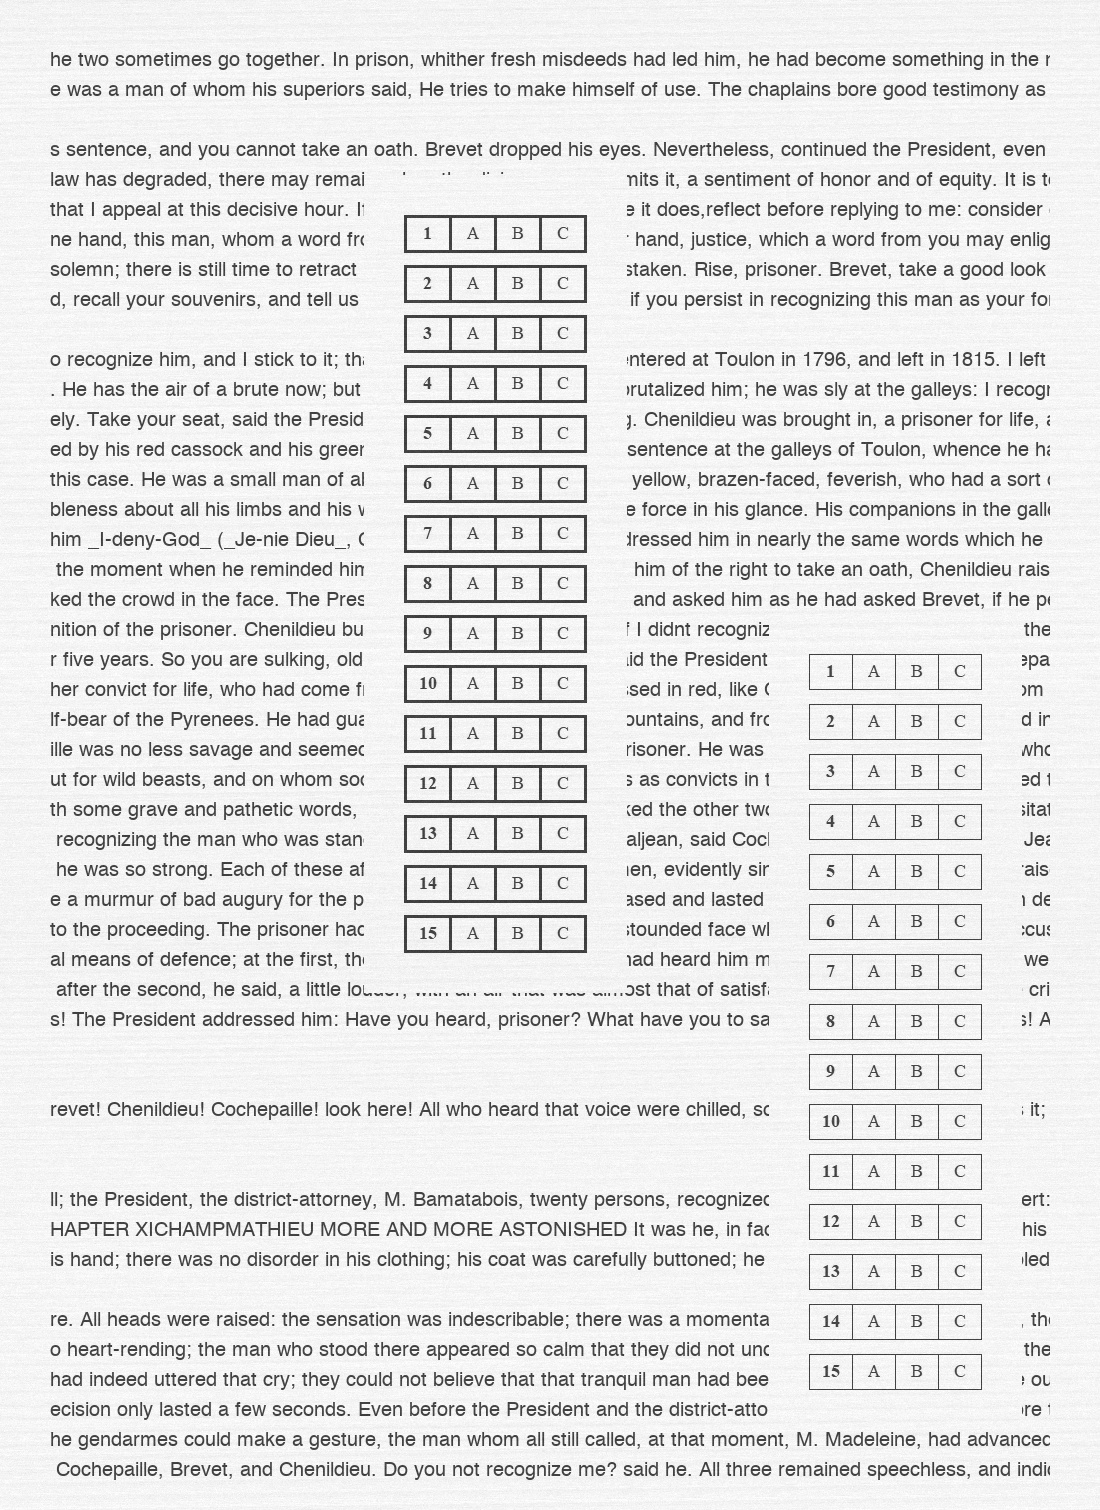 he two sometimes go together. In prison, whither fresh misdeeds had led him, he had become something in the
e was a man of whom his superiors said, He tries to make himself of use. The chaplains bore good testimony as
s sentence, and you cannot take an oath. Brevet dropped his eyes. Nevertheless, continued the President, even
law has degraded, there may remai mits it, a sentiment of honor and of equity. It is t
that I appeal at this decisive hour. I e it does,reflect before replying to me: consider
ne hand, this man, whom a word fr hand, justice, which a word from you may enlig
solemn; there is still time to retract staken. Rise, prisoner. Brevet, take a good look
d, recall your souvenirs, and tell us if you persist in recognizing this man as your for
o recognize him, and I stick to it; th entered at Toulon in 1796, and left in 1815. I left
. He has the air of a brute now; but brutalized him; he was sly at the galleys: I recogn
ely. Take your seat, said the Presid g. Chenildieu was brought in, a prisoner for life, a
ed by his red cassock and his green sentence at the galleys of Toulon, whence he ha
this case. He was a small man of a yellow, brazen-faced, feverish, who had a sort
bleness about all his limbs and his e force in his glance. His companions in the galle
him _I-deny-God_ (_Je-nie Dieu_, dressed him in nearly the same words which he
the moment when he reminded him him of the right to take an oath, Chenildieu rais
ked the crowd in the face. The Pres and asked him as he had asked Brevet, if he pe
nition of the prisoner. Chenildieu bu f I didnt recogniz the
r five years. So you are sulking, old id the President epa
her convict for life, who had come f ssed in red, like om
lf-bear of the Pyrenees. He had gua ountains, and fro d in
ille was no less savage and seemed risoner. He was who
ut for wild beasts, and on whom soc s as convicts in ed
th some grave and pathetic words, ked the other two sitat
recognizing the man who was stan aljean, said Coch Jea
he was so strong. Each of these af en, evidently sin rais
e a murmur of bad augury for the p ased and lasted n de
to the proceeding. The prisoner had stounded face w ccus
al means of defence; at the first, the had heard him m we
after the second, he said, a little louder, with an air that was almost that of satisfa cri
s! The President addressed him: Have you heard, prisoner? What have you to sa s! A
revet! Chenildieu! Cochepaille! look here! All who heard that voice were chilled, so s it;
ll; the President, the district-attorney, M. Bamatabois, twenty persons, recognized ert:
HAPTER XICHAMPMATHIEU MORE AND MORE ASTONISHED It was he, in fac his
is hand; there was no disorder in his clothing; his coat was carefully buttoned; he bled
re. All heads were raised: the sensation was indescribable; there was a momenta , the
o heart-rending; the man who stood there appeared so calm that they did not und the
had indeed uttered that cry; they could not believe that that tranquil man had bee e ou
ecision only lasted a few seconds. Even before the President and the district-atto ore
he gendarmes could make a gesture, the man whom all still called, at that moment, M. Madeleine, had advanced
Cochepaille, Brevet, and Chenildieu. Do you not recognize me? said he. All three remained speechless, and indic
1 A B C
2 A B C
3 A B C
4 A B C
5 A B C
6 A B C
7 A B C
8 A B C
9 A B C
10 A B C
11 A B C
12 A B C
13 A B C
14 A B C
15 A B C
1 A B C
2 A B C
3 A B C
4 A B C
5 A B C
6 A B C
7 A B C
8 A B C
9 A B C
10 A B C
11 A B C
12 A B C
13 A B C
14 A B C
15 A B C